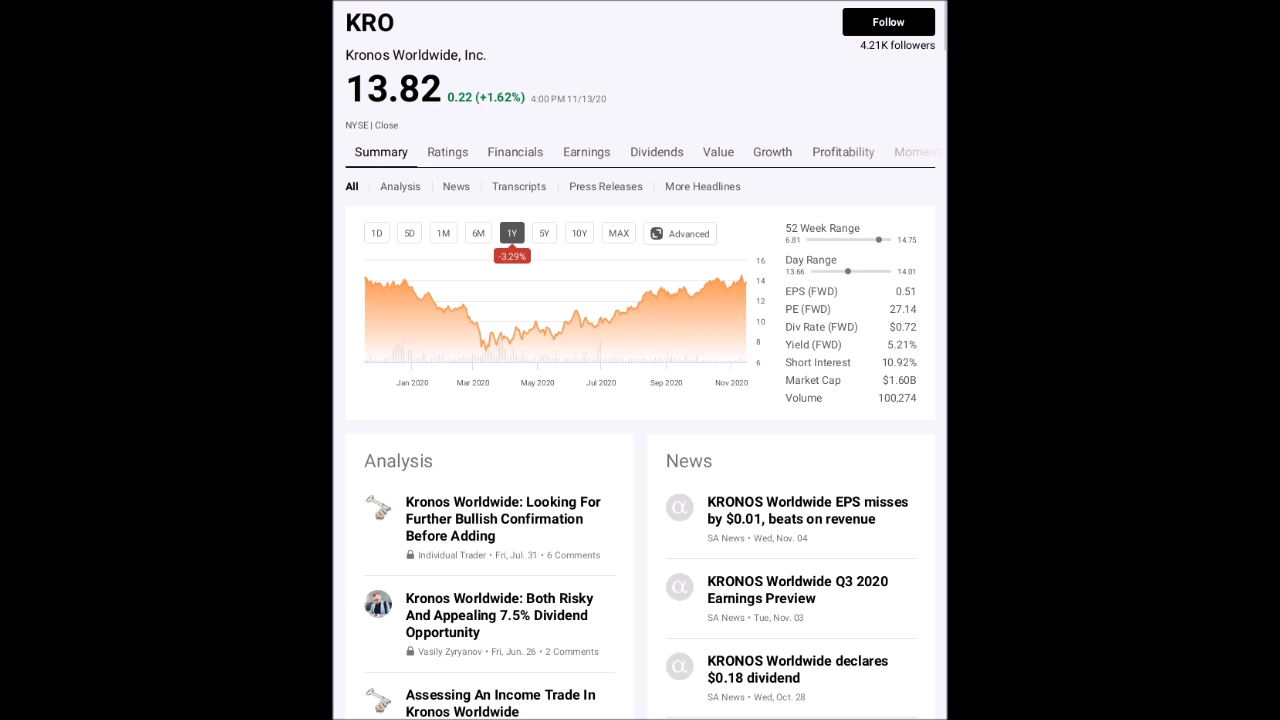 KRO
Follow
4.21K followers
Kronos Worldwide, Inc.
13.82 0.22 (+1.62%) 4:00 PM 11/13/20
NYSE | Close
Summary Ratings Financials Earnings Dividends Value Growth Profitability Moment
All Analysis News Transcripts Press Releases More Headlines
1D 5D 1M 6M 1Y 5Y 10Y MAX Advanced
-3.29%
16
14
12
10
8
6
Jan 2020 Mar 2020 May 2020 Jul 2020 Sep 2020 Nov 2020
52 Week Range
6.81 14.75
Day Range
13.66 14.01
EPS (FWD) 0.51
PE (FWD) 27.14
Div Rate (FWD) $0.72
Yield (FWD) 5.21%
Short Interest 10.92%
Market Cap $1.60B
Volume 100,274
Analysis
Kronos Worldwide: Looking For
Further Bullish Confirmation
Before Adding
Individual Trader • Fri, Jul. 31 • 6 Comments
Kronos Worldwide: Both Risky
And Appealing 7.5% Dividend
Opportunity
Vasily Zyryanov • Fri, Jun. 26 • 2 Comments
Assessing An Income Trade In
Kronos Worldwide
News
α
KRONOS Worldwide EPS misses
by $0.01, beats on revenue
SA News • Wed, Nov. 04
α
KRONOS Worldwide Q3 2020
Earnings Preview
SA News • Tue, Nov. 03
α
KRONOS Worldwide declares
$0.18 dividend
SA News • Wed, Oct. 28